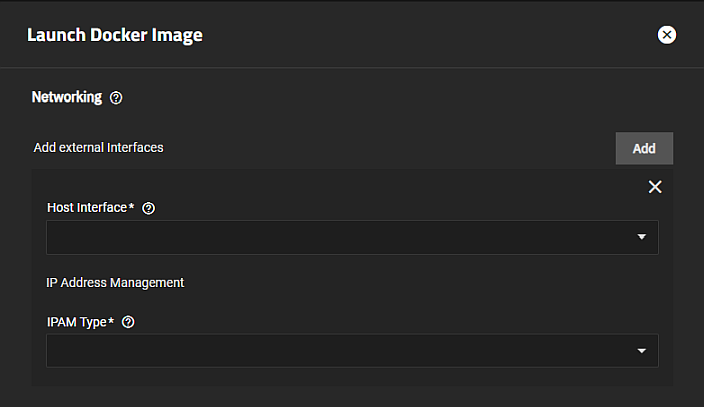 Launch Docker Image
Networking
Add external Interfaces
Add
Host Interface*
IP Address Management
IPAM Type*